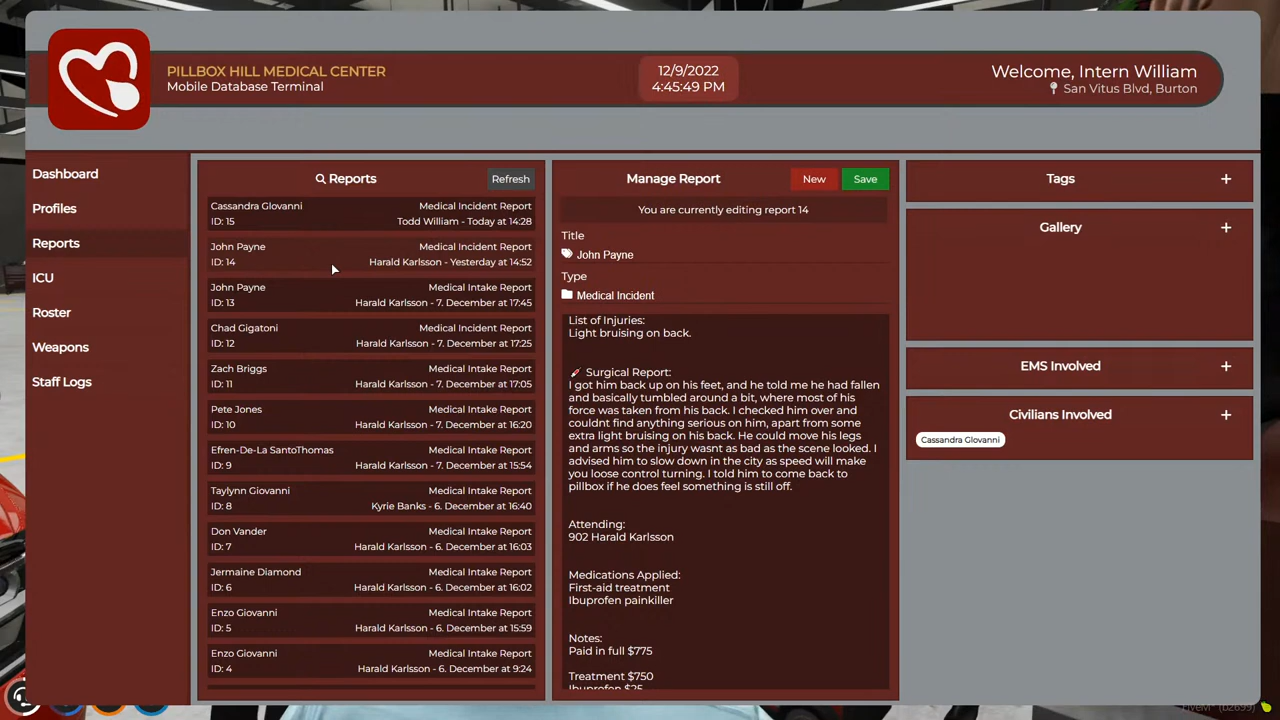 PILLBOX HILL MEDICAL CENTER
Mobile Database Terminal
12/9/2022
4:45:49 PM
Welcome, Intern William
San Vitus Blvd, Burton
Dashboard
Profiles
Reports
ICU
Roster
Weapons
Staff Logs
Reports
Refresh
Cassandra GIovanni Medical Incident Report
ID: 15 Todd William - Today at 14:28
John Payne Medical Incident Report
ID: 14 Harald Karlsson - Yesterday at 14:52
John Payne Medical Intake Report
ID: 13 Harald Karlsson - 7. December at 17:45
Chad Gigatoni Medical Incident Report
ID: 12 Harald Karlsson - 7. December at 17:25
Zach Briggs Medical Intake Report
ID: 11 Harald Karlsson - 7. December at 17:05
Pete Jones Medical Intake Report
ID: 10 Harald Karlsson - 7. December at 16:20
Efren-De-La SantoThomas Medical Intake Report
ID: 9 Harald Karlsson - 7. December at 15:54
Taylynn Giovanni Medical Intake Report
ID: 8 Kyrie Banks - 6. December at 16:40
Don Vander Medical Intake Report
ID: 7 Harald Karlsson - 6. December at 16:03
Jermaine Diamond Medical Intake Report
ID: 6 Harald Karlsson - 6. December at 16:02
Enzo Giovanni Medical Intake Report
ID: 5 Harald Karlsson - 6. December at 15:59
Enzo Giovanni Medical Intake Report
ID: 4 Harald Karlsson - 6. December at 9:24
Manage Report
New
Save
You are currently editing report 14
Title
John Payne
Type
Medical Incident
List of Injuries:
Light bruising on back.
Surgical Report:
I got him back up on his feet, and he told me he had fallen
and basically tumbled around a bit, where most of his
force was taken from his back. I checked him over and
couldnt find anything serious on him, apart from some
extra light bruising on his back. He could move his legs
and arms so the injury wasnt as bad as the scene looked. I
advised him to slow down in the city as speed will make
you loose control turning. I told him to come back to
pillbox if he does feel something is still off.
Attending:
902 Harald Karlsson
Medications Applied:
First-aid treatment
Ibuprofen painkiller
Notes:
Paid in full $775
Treatment $750
Ibuprofen $25
Tags +
Gallery +
EMS Involved +
Civilians Involved +
Cassandra GIovanni